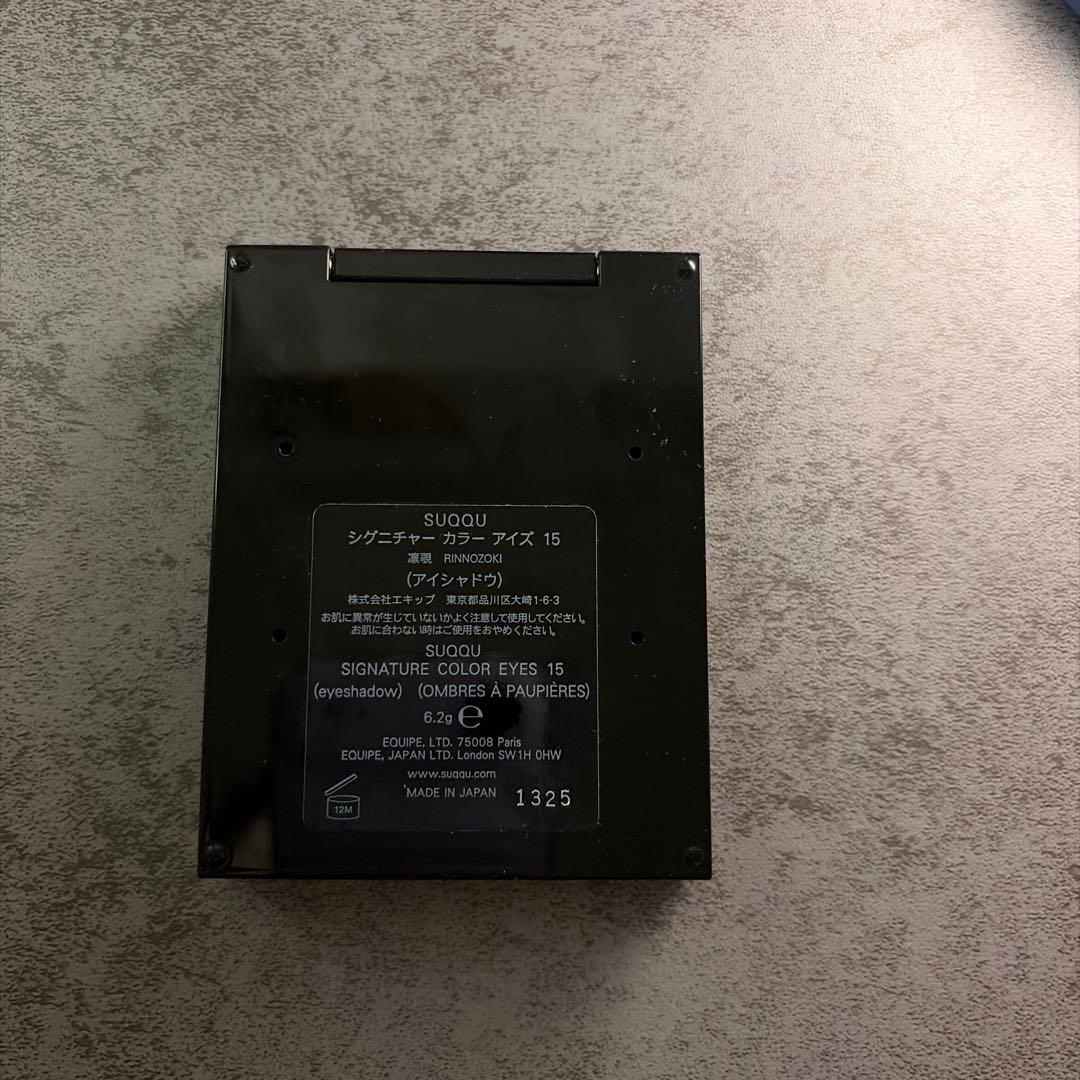 SUQQU
シグニチャー カラー アイズ 15
凛覗 RINNOZOKI
(アイシャドウ)
株式会社エキップ 東京都品川区大崎1-6-3
お肌に異常が生じていないかよく注意して使用してください。
お肌に合わない時はご使用をおやめください。
SUQQU
SIGNATURE COLOR EYES 15
(eyeshadow) (OMBRES À PAUPIÈRES)
6.2g ℮
EQUIPE, LTD. 75008 Paris
EQUIPE, JAPAN LTD. London SW1H 0HW
www.suqqu.com
MADE IN JAPAN 1325
12M